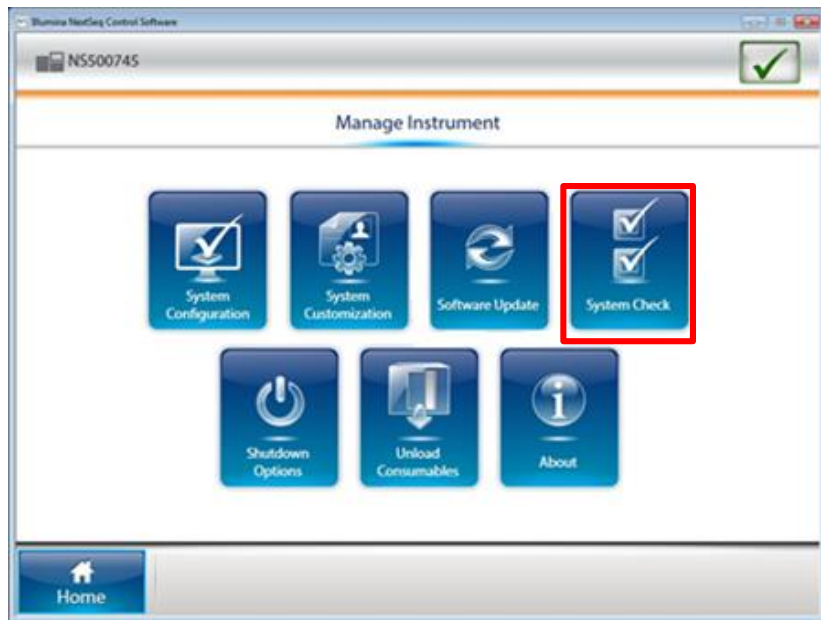 Illumina NextSeq Control Software
NS500745
Manage Instrument
System
Configuration
System
Customization
Software Update
System Check
Shutdown
Options
Unload
Consumables
About
Home